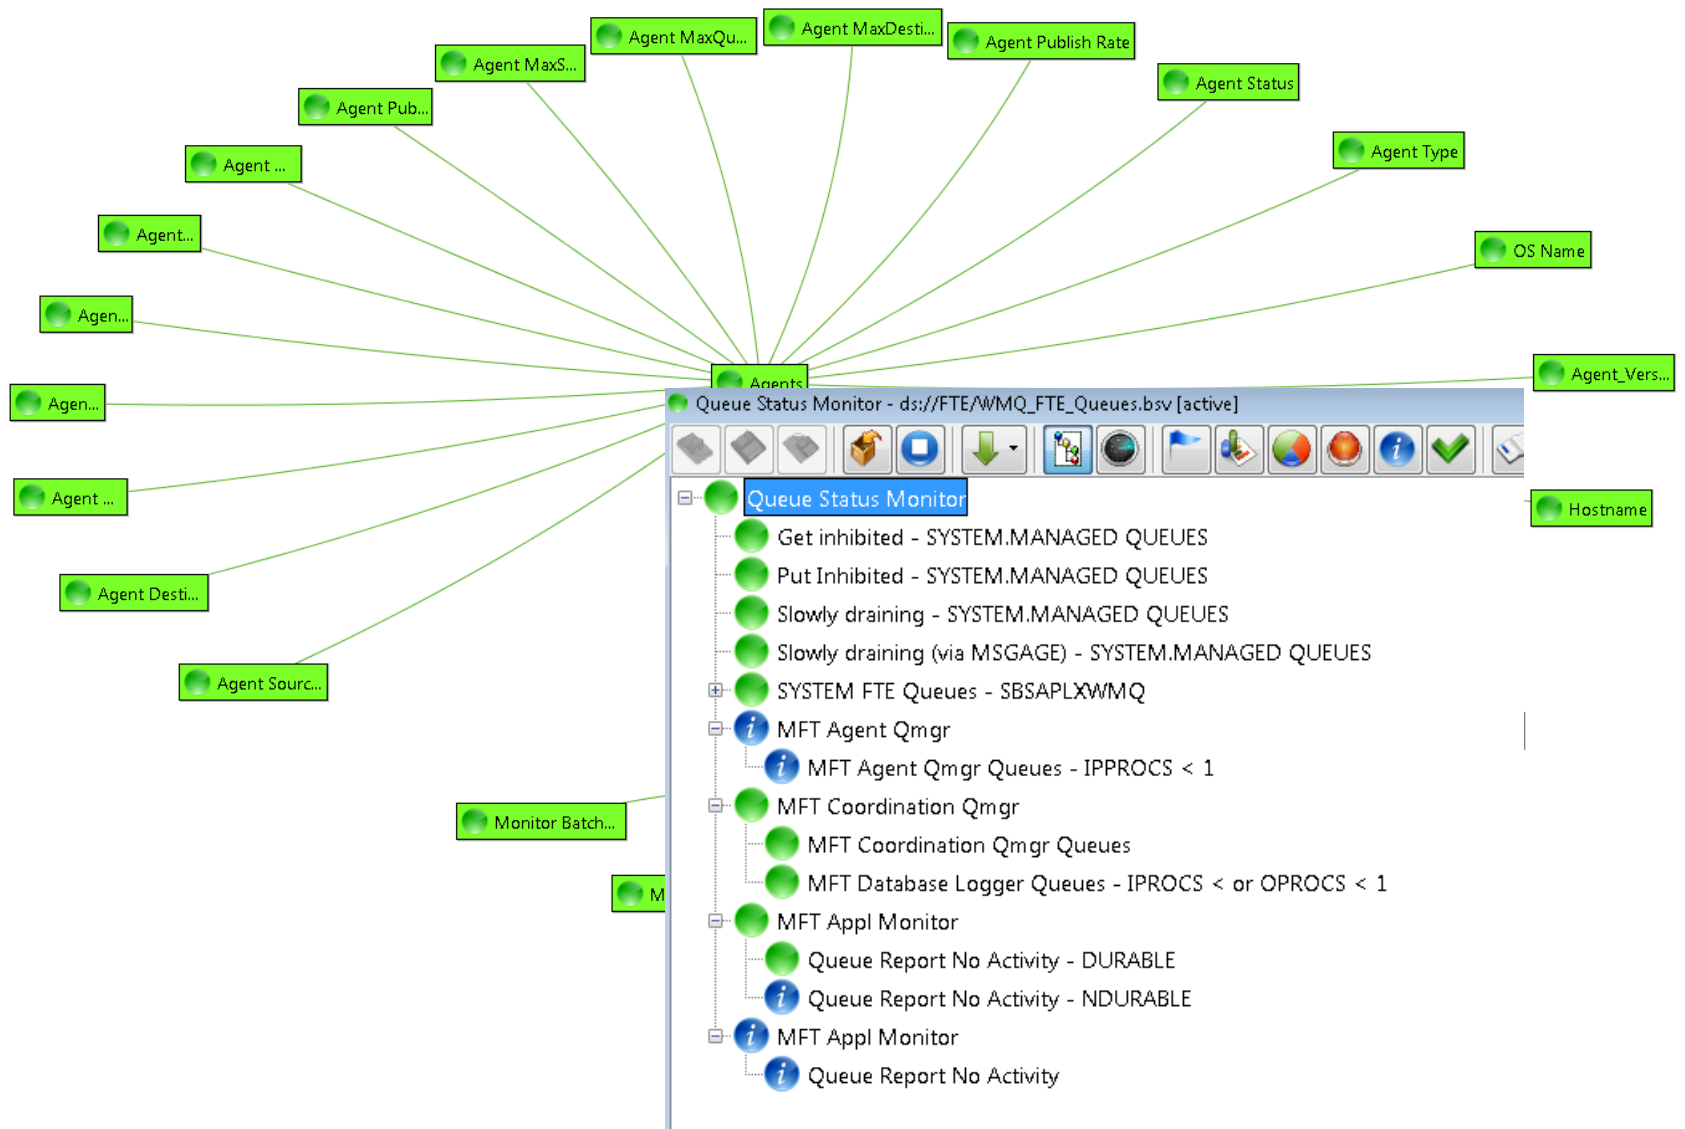 Agent MaxDesti...
Agent MaxQu...
Agent Publish Rate
Agent MaxS...
Agent Status
Agent Pub...
Agent Type
Agent ...
Agent...
OS Name
Agen...
Agent_Vers...
Agents
Agen...
Agent ...
Hostname
Agent Desti...
Agent Sourc...
Monitor Batch...
M
Queue Status Monitor - ds://FTE/WMQ_FTE_Queues.bsv [active]
Queue Status Monitor
Get inhibited - SYSTEM.MANAGED QUEUES
Put Inhibited - SYSTEM.MANAGED QUEUES
Slowly draining - SYSTEM.MANAGED QUEUES
Slowly draining (via MSGAGE) - SYSTEM.MANAGED QUEUES
SYSTEM FTE Queues - SBSAPLXWMQ
MFT Agent Qmgr
MFT Agent Qmgr Queues - IPPROCS < 1
MFT Coordination Qmgr
MFT Coordination Qmgr Queues
MFT Database Logger Queues - IPROCS < or OPROCS < 1
MFT Appl Monitor
Queue Report No Activity - DURABLE
Queue Report No Activity - NDURABLE
MFT Appl Monitor
Queue Report No Activity